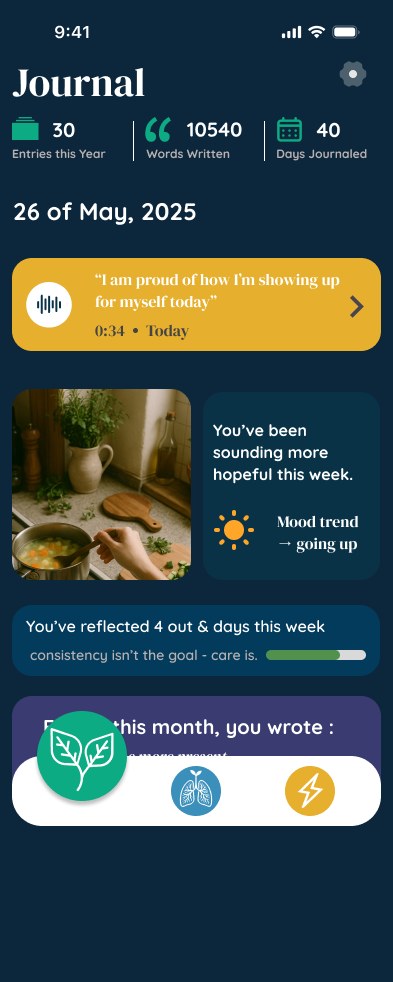 9:41
Journal
30
Entries this Year
10540
Words Written
40
Days Journaled
26 of May, 2025
“I am proud of how I’m showing up
for myself today”
0:34 • Today
You’ve been
sounding more
hopeful this week.
Mood trend
→ going up
You’ve reflected 4 out & days this week
consistency isn’t the goal - care is.
this month, you wrote :
more present